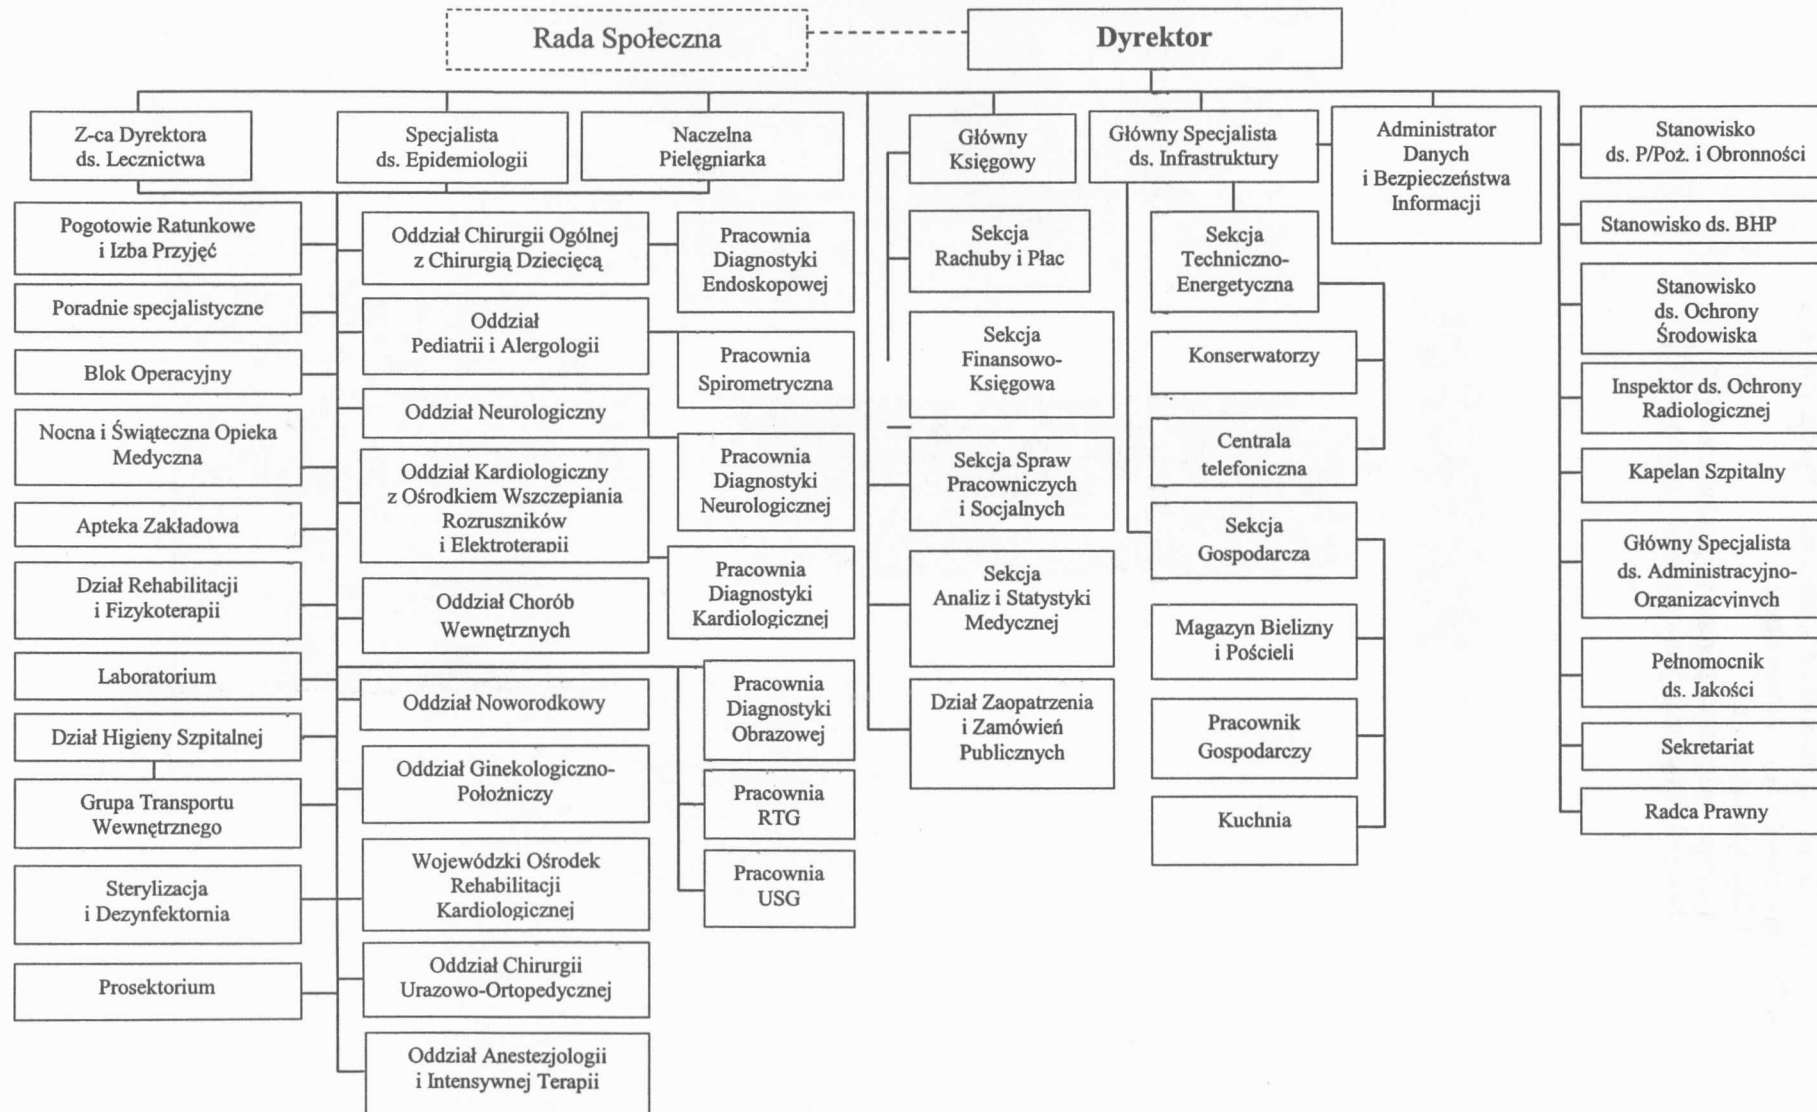 Rada Społeczna
Dyrektor
Z-ca Dyrektora
ds. Lecznictwa
Specjalista
ds. Epidemiologii
Naczelna
Pielęgniarka
Główny
Księgowy
Główny Specjalista
ds. Infrastruktury
Administrator
Danych
i Bezpieczeństwa
Informacji
Stanowisko
ds. P/Poż. i Obronności
Pogotowie Ratunkowe
i Izba Przyjęć
Poradnie specjalistyczne
Blok Operacyjny
Nocna i Świąteczna Opieka
Medyczna
Apteka Zakładowa
Dział Rehabilitacji
i Fizykoterapii
Laboratorium
Dział Higieny Szpitalnej
Grupa Transportu
Wewnętrznego
Sterylizacja
i Dezynfektornia
Prosektorium
Oddział Chirurgii Ogólnej
z Chirurgią Dziecięcą
Oddział
Pediatrii i Alergologii
Oddział Neurologiczny
Oddział Kardiologiczny
z Ośrodkiem Wszczepiania
Rozruszników
i Elektroterapii
Oddział Chorób
Wewnętrznych
Oddział Noworodkowy
Oddział Ginekologiczno-
Położniczy
Wojewódzki Ośrodek
Rehabilitacji
Kardiologicznej
Oddział Chirurgii
Urazowo-Ortopedycznej
Oddział Anestezjologii
i Intensywnej Terapii
Pracownia
Diagnostyki
Endoskopowej
Pracownia
Spirometryczna
Pracownia
Diagnostyki
Neurologicznej
Pracownia
Diagnostyki
Kardiologicznej
Pracownia
Diagnostyki
Obrazowej
Pracownia
RTG
Pracownia
USG
Sekcja
Rachuby i Płac
Sekcja
Finansowo-
Księgowa
Sekcja Spraw
Pracowniczych
i Socjalnych
Sekcja
Analiz i Statystyki
Medycznej
Dział Zaopatrzenia
i Zamówień
Publicznych
Sekcja
Techniczno-
Energetyczna
Konserwatorzy
Centrala
telefoniczna
Sekcja
Gospodarcza
Magazyn Bielizny
i Pościeli
Pracownik
Gospodarczy
Kuchnia
Stanowisko ds. BHP
Stanowisko
ds. Ochrony
Środowiska
Inspektor ds. Ochrony
Radiologicznej
Kapelan Szpitalny
Główny Specjalista
ds. Administracyjno-
Organizacyjnych
Pełnomocnik
ds. Jakości
Sekretariat
Radca Prawny